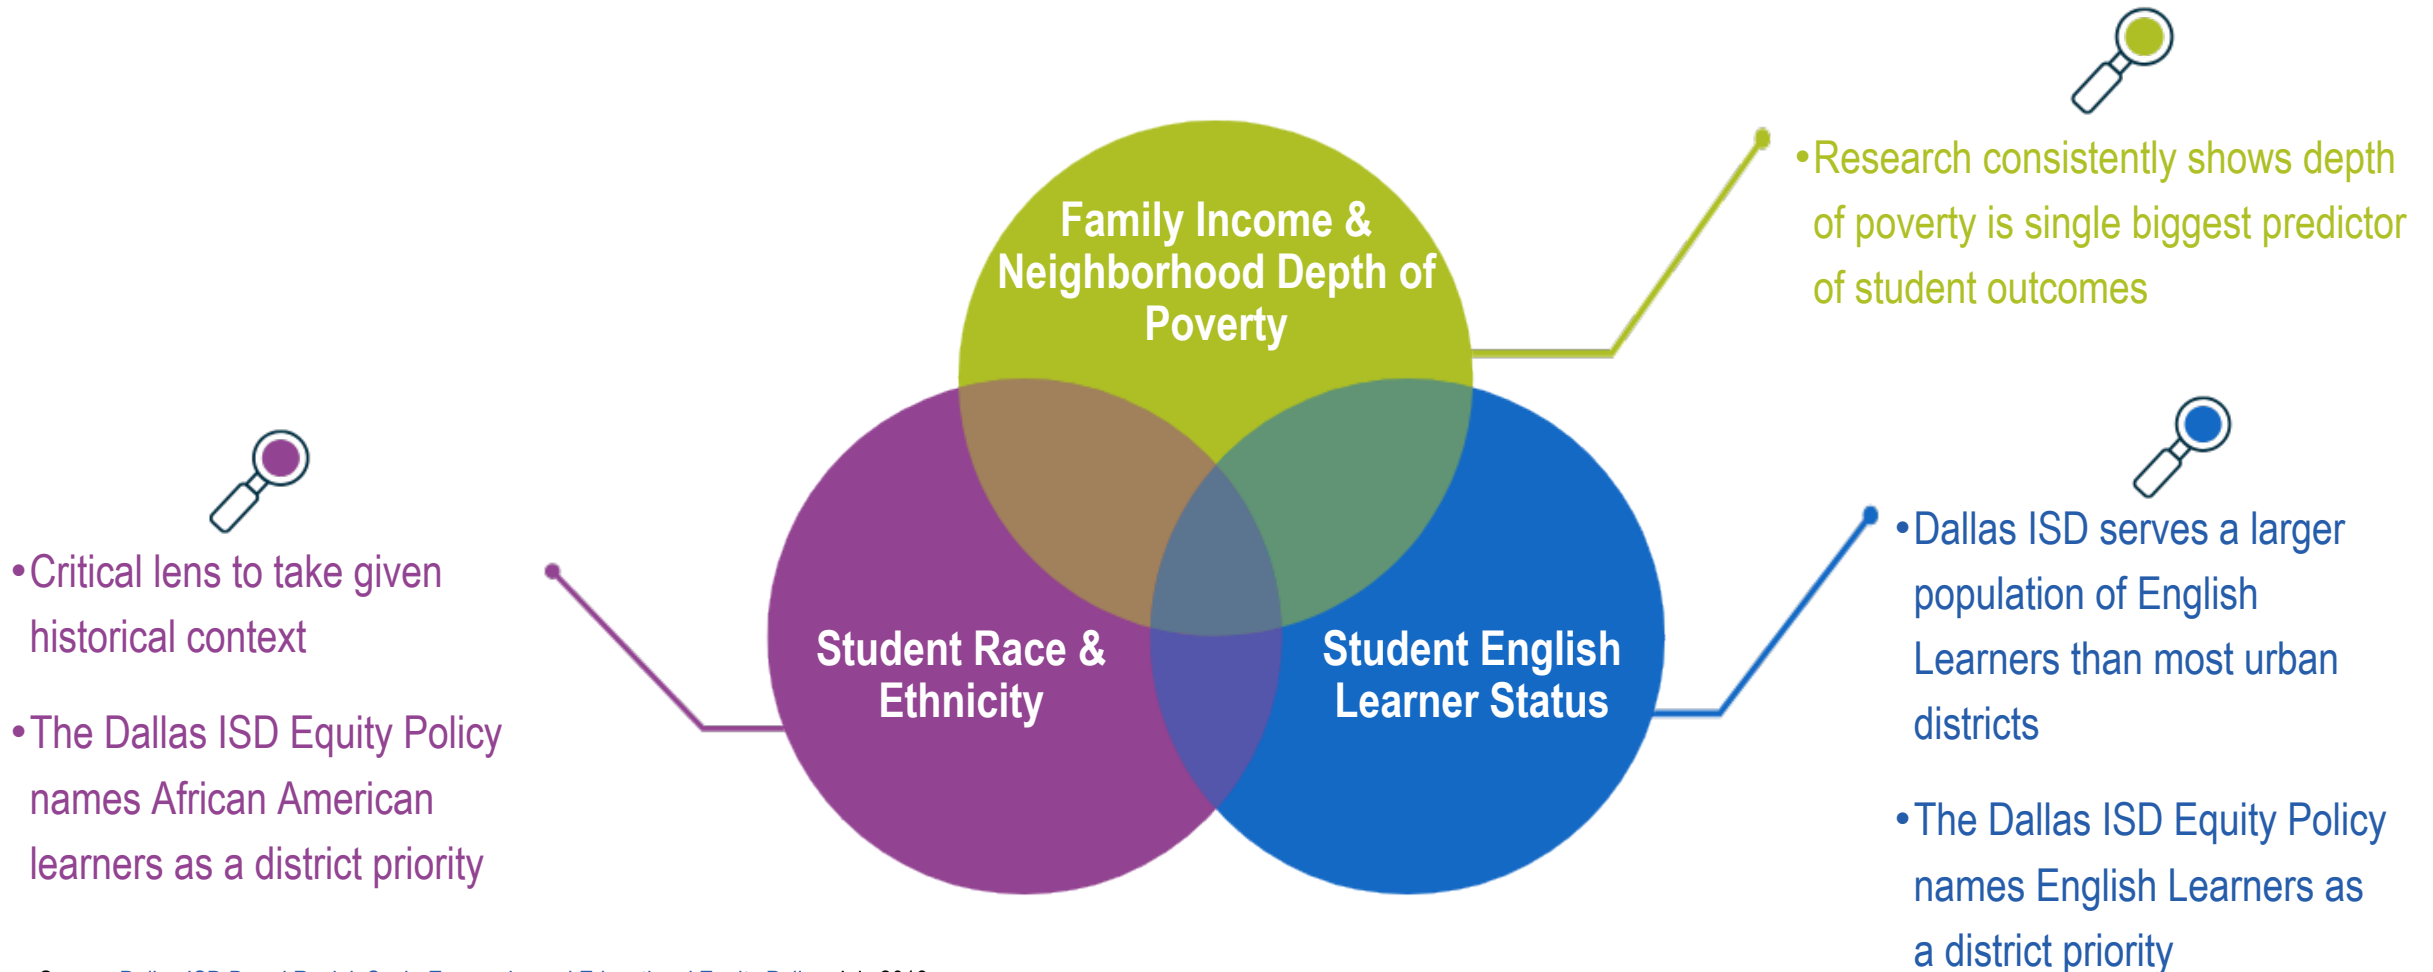 •Research consistently shows depth
of poverty is single biggest predictor
of student outcomes
Family Income &
Neighborhood Depth of
Poverty
•Critical lens to take given
historical context
•The Dallas ISD Equity Policy
names African American
learners as a district priority
Student Race &
Ethnicity
Student English
Learner Status
•Dallas ISD serves a larger
population of English
Learners than most urban
districts
•The Dallas ISD Equity Policy
names English Learners as
a district priority